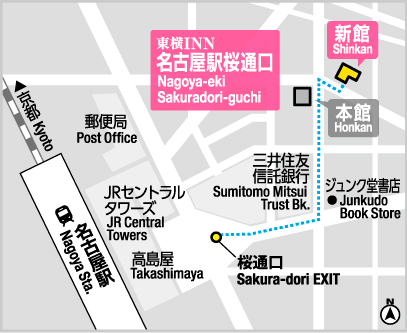 東横INN
名古屋駅桜通口
Nagoya-eki
Sakuradori-guchi
新館
Shinkan
本館
Honkan
京都 Kyoto
郵便局
Post Office
三井住友
信託銀行
Sumitomo Mitsui
Trust Bk.
ジュンク堂書店
Junkudo
Book Store
JRセントラル
タワーズ
JR Central
Towers
名古屋駅
Nagoya Sta.
高島屋
Takashimaya
桜通口
Sakura-dori EXIT
N